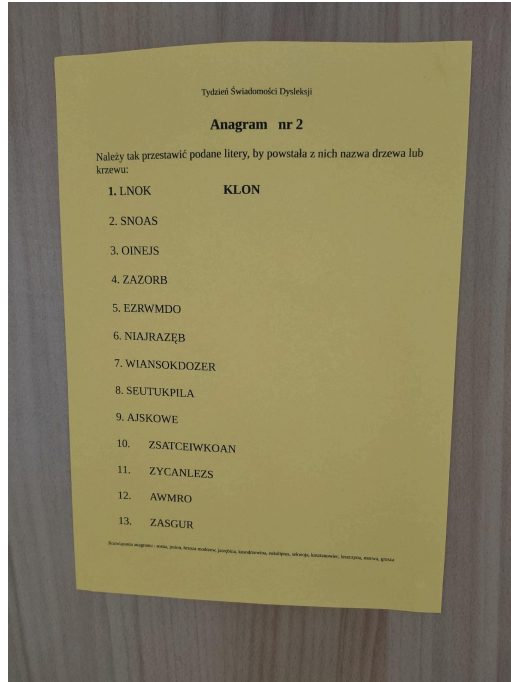 Tydzień Świadomości Dysleksji
Anagram nr 2
Należy tak przestawić podane litery, by powstała z nich nazwa drzewa lub
krzewu:
1. LNOK KLON
2. SNOAS
3. OINEJS
4. ZAZORB
5. EZRWMDO
6. NIAJRAZĘB
7. WIANSOKDOZER
8. SEUTUKPILA
9. AJSKOWE
10. ZSATCEIWKOAN
11. ZYCANLEZS
12. AWMRO
13. ZASGUR